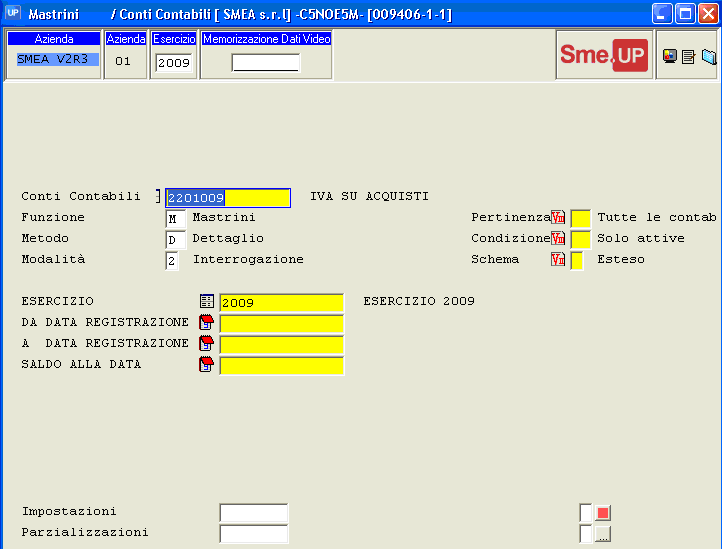 UP Mastrini / Conti Contabili [ SMEA s.r.l] -C5NOE5M- [009406-1-1]
Azienda Azienda Esercizio Memorizzazione Dati Video
SMEA V2R3 01 2009
Sme.UP
Conti Contabili 2201009 IVA SU ACQUISTI
Funzione M Mastrini Pertinenza Tutte le contab
Metodo D Dettaglio Condizione Solo attive
Modalità 2 Interrogazione Schema Esteso
ESERCIZIO 2009 ESERCIZIO 2009
DA DATA REGISTRAZIONE
A DATA REGISTRAZIONE
SALDO ALLA DATA
Impostazioni
Parzializzazioni ...